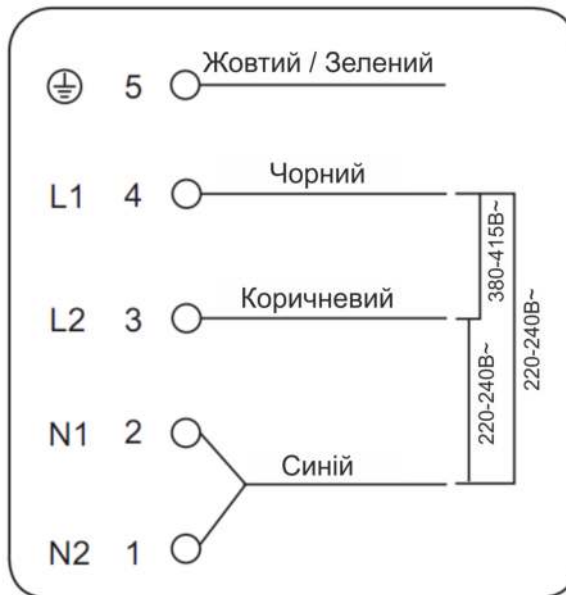 5 Жовтий / Зелений
L1 4 Чорний
380-415В~
220-240В~
L2 3 Коричневий
220-240В~
N1 2
Синій
N2 1